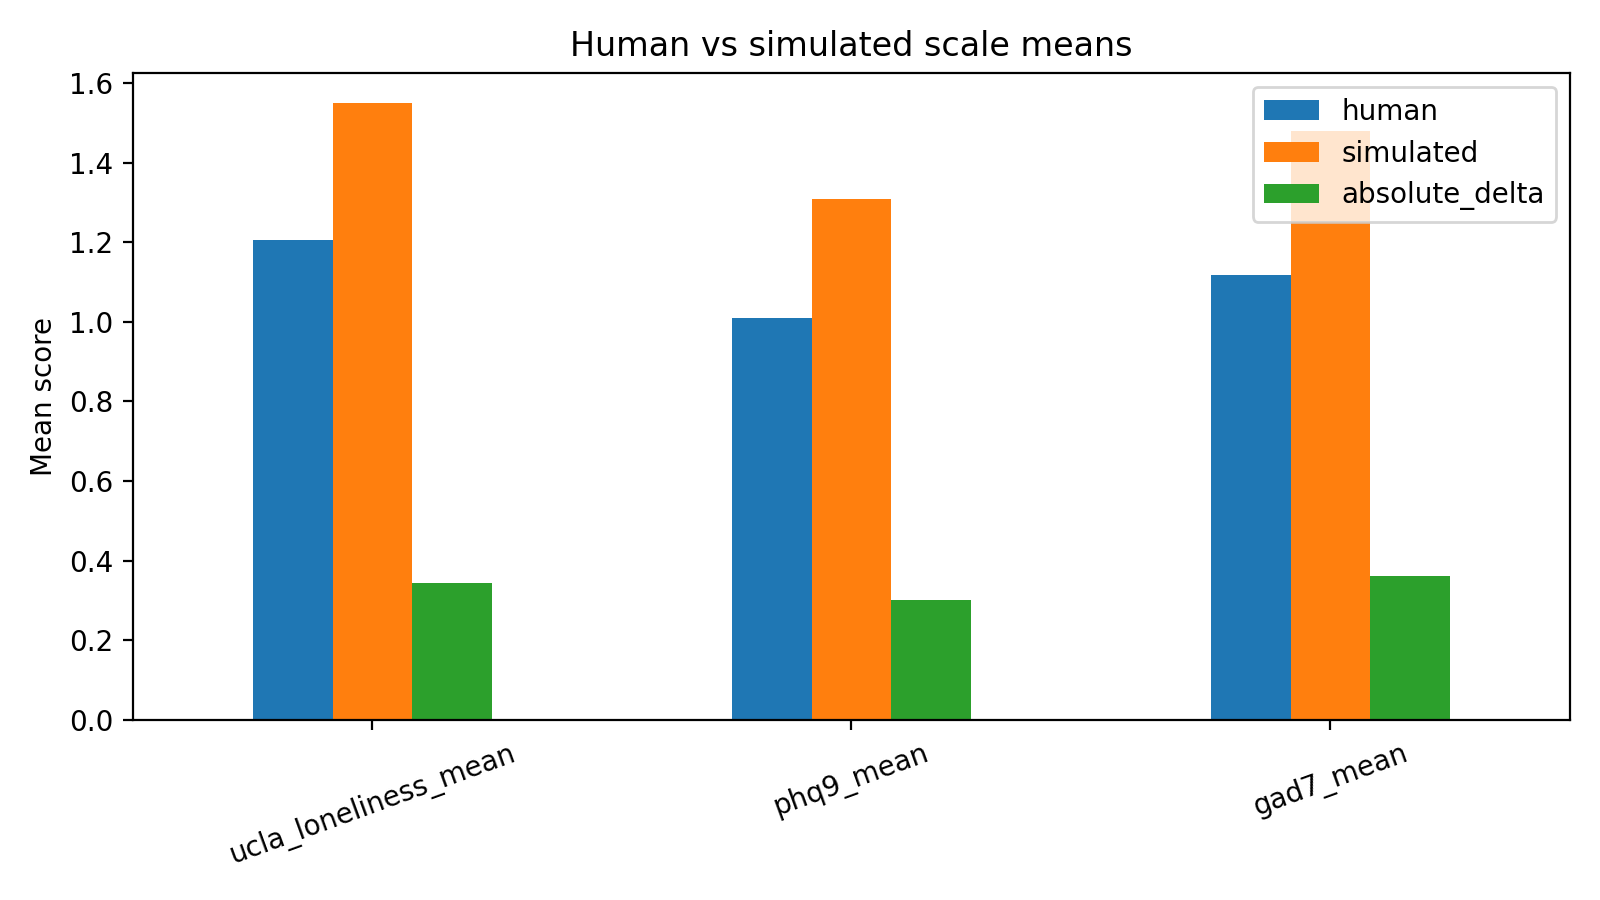 Human vs simulated scale means
Mean score
1.6
1.4
1.2
1.0
0.8
0.6
0.4
0.2
0.0
human
simulated
absolute_delta
ucla_loneliness_mean
phq9_mean
gad7_mean